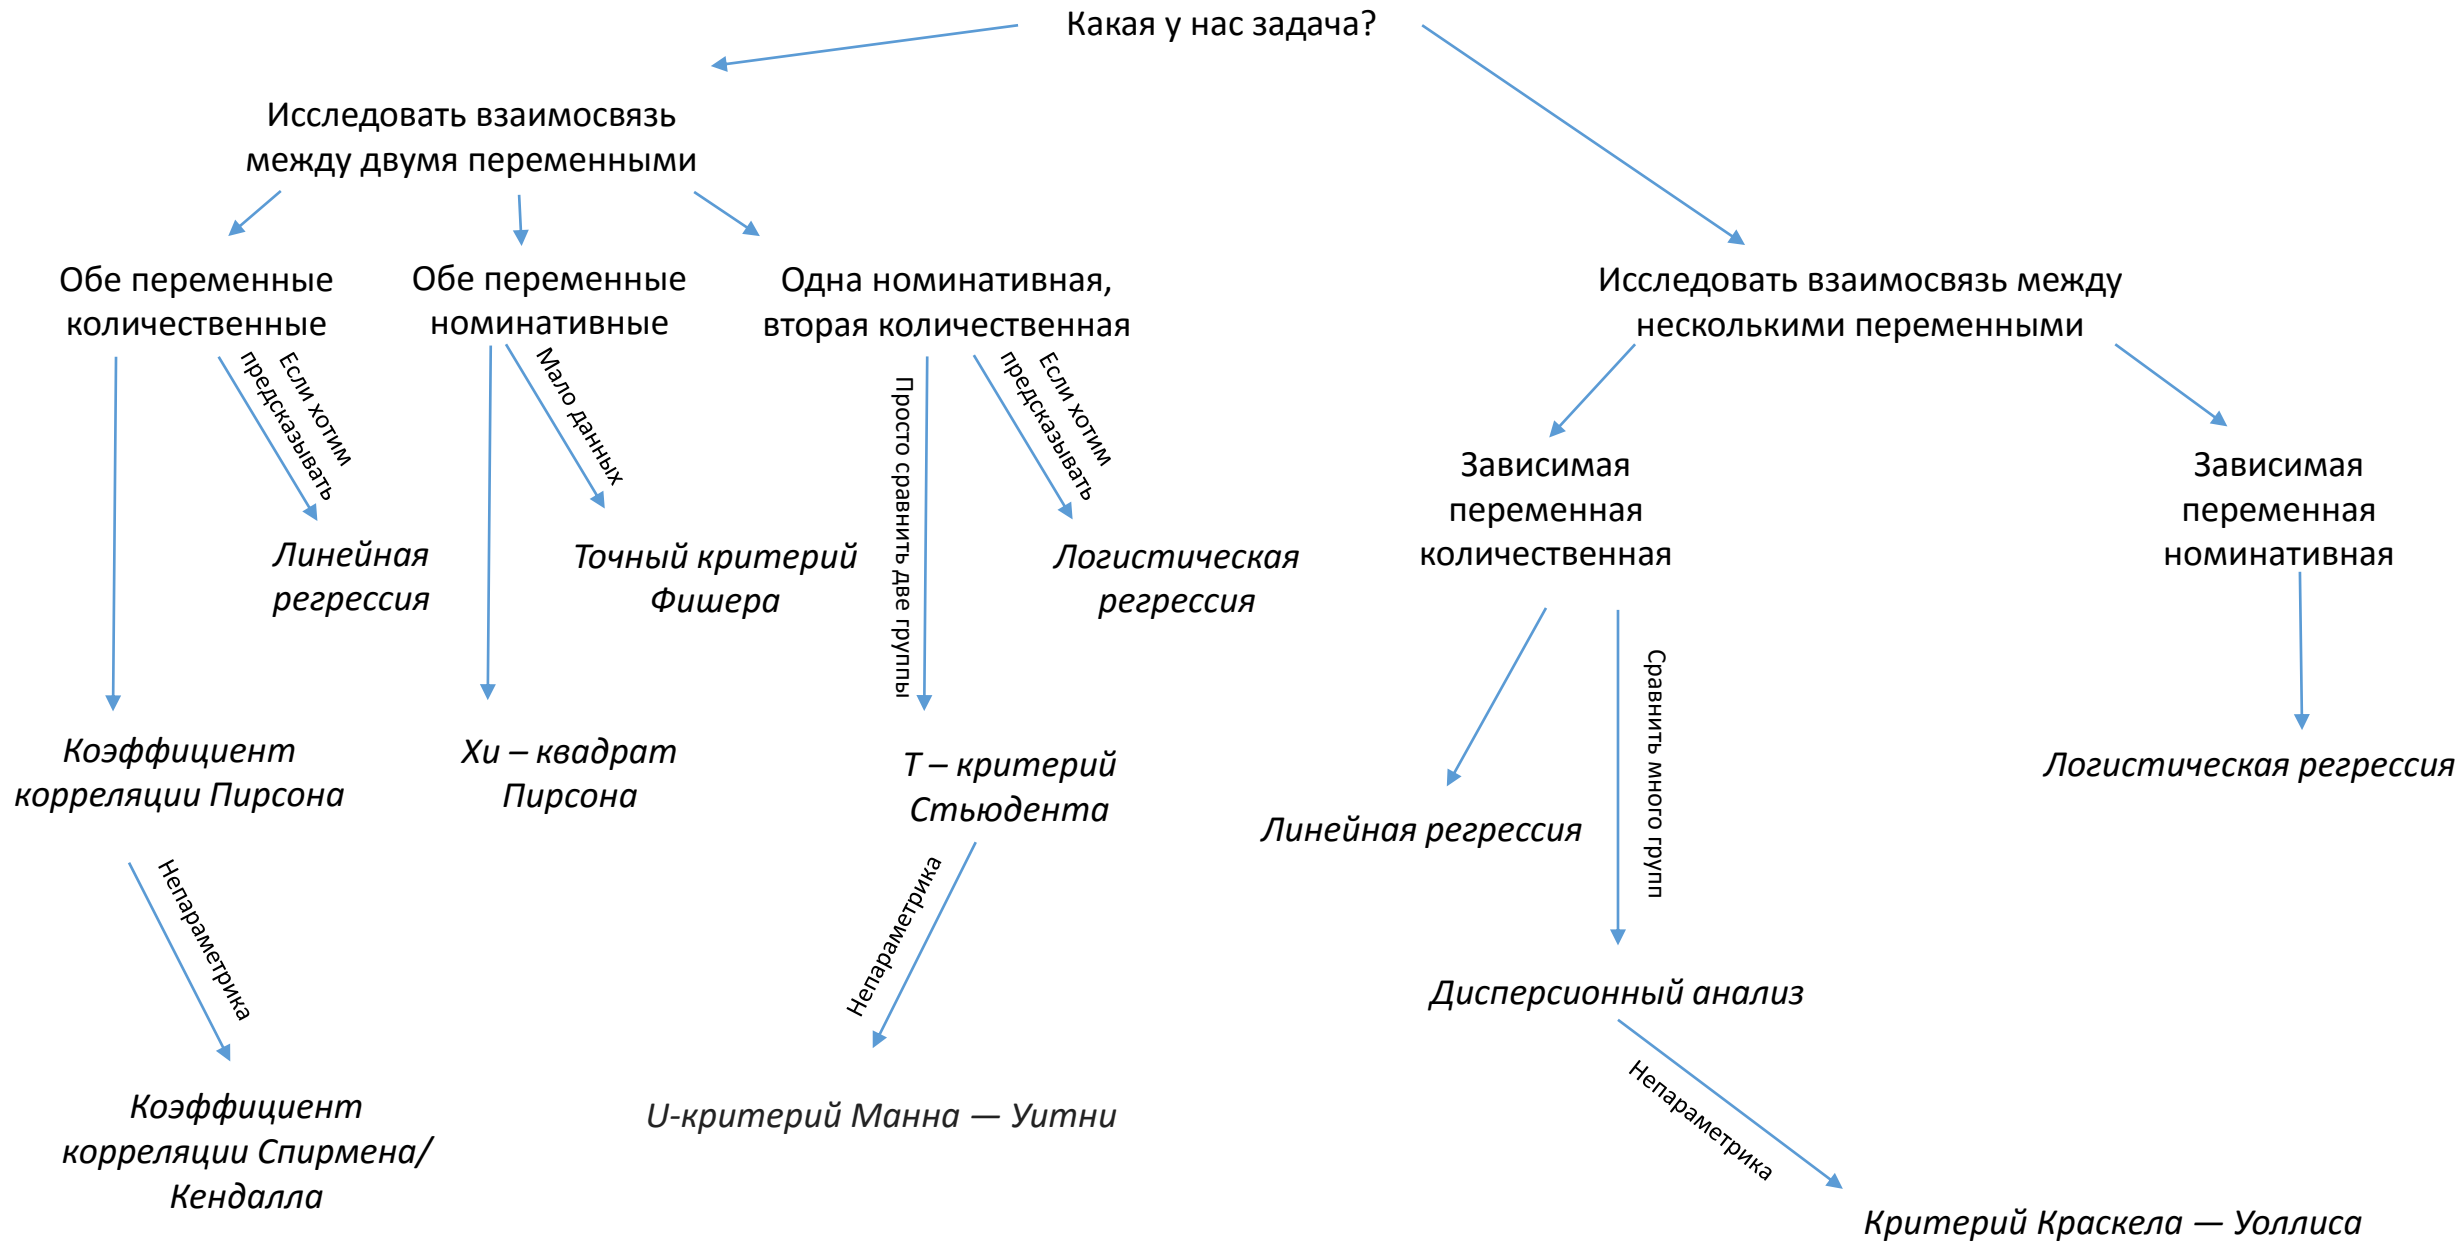 Какая у нас задача?
Исследовать взаимосвязь
между двумя переменными
Обе переменные
количественные
Обе переменные
номинативные
Одна номинативная,
вторая количественная
Исследовать взаимосвязь между
несколькими переменными
Если хотим
предсказывать
Мало данных
Просто сравнить две группы
Если хотим
предсказывать
Зависимая
переменная
количественная
Зависимая
переменная
номинативная
Линейная
регрессия
Точный критерий
Фишера
Логистическая
регрессия
Сравнить много групп
Коэффициент
корреляции Пирсона
Хи – квадрат
Пирсона
Т – критерий
Стьюдента
Линейная регрессия
Логистическая регрессия
Непараметрика
Непараметрика
Дисперсионный анализ
Непараметрика
Коэффициент
корреляции Спирмена/
Кендалла
U-критерий Манна — Уитни
Критерий Краскела — Уоллиса